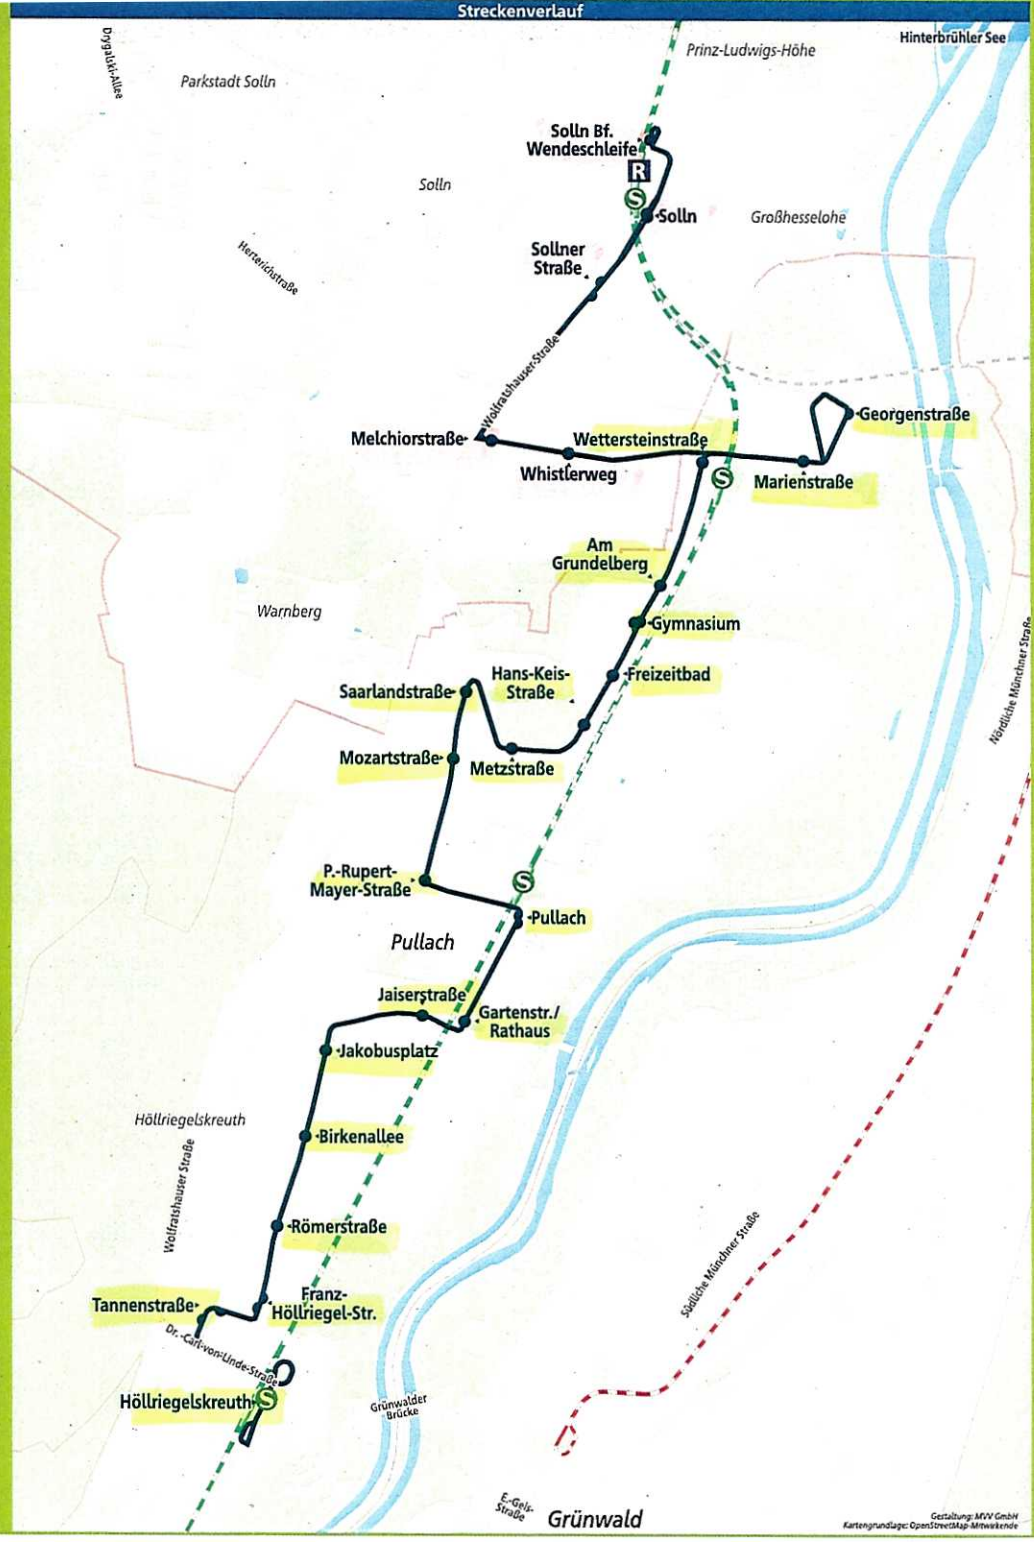 Streckenverlauf
Hinterbrühler See
Prinz-Ludwigs-Höhe
Drygalski-Allee
Parkstadt Solln
Solln Bf.
Wendeschleife
R
S
Solln
Solln
Großhesselohe
Herterichstraße
Sollner
Straße
Wolfratshauser-Straße
Georgenstraße
Melchiorstraße
Wettersteinstraße
Whistlerweg
S
Marienstraße
Am
Grundelberg
Warnberg
Gymnasium
Nördliche Münchner Straße
Hans-Keis-
Straße
Freizeitbad
Saarlandstraße
Mozartstraße
Metzstraße
P.-Rupert-
Mayer-Straße
S
Pullach
Pullach
Jaiserstraße
Gartenstr./
Rathaus
Jakobusplatz
Höllriegelskreuth
Birkenallee
Wolfratshauser Straße
Römerstraße
Südliche Münchner Straße
Tannenstraße
Franz-
Höllriegel-Str.
Dr.-Carl-von-Linde-Straße
Höllriegelskreuth
S
Grünwalder
Brücke
E.-Geis-
Straße
Grünwald
Gestaltung: MVV GmbH
Kartengrundlage: OpenStreetMap-Mitwirkende